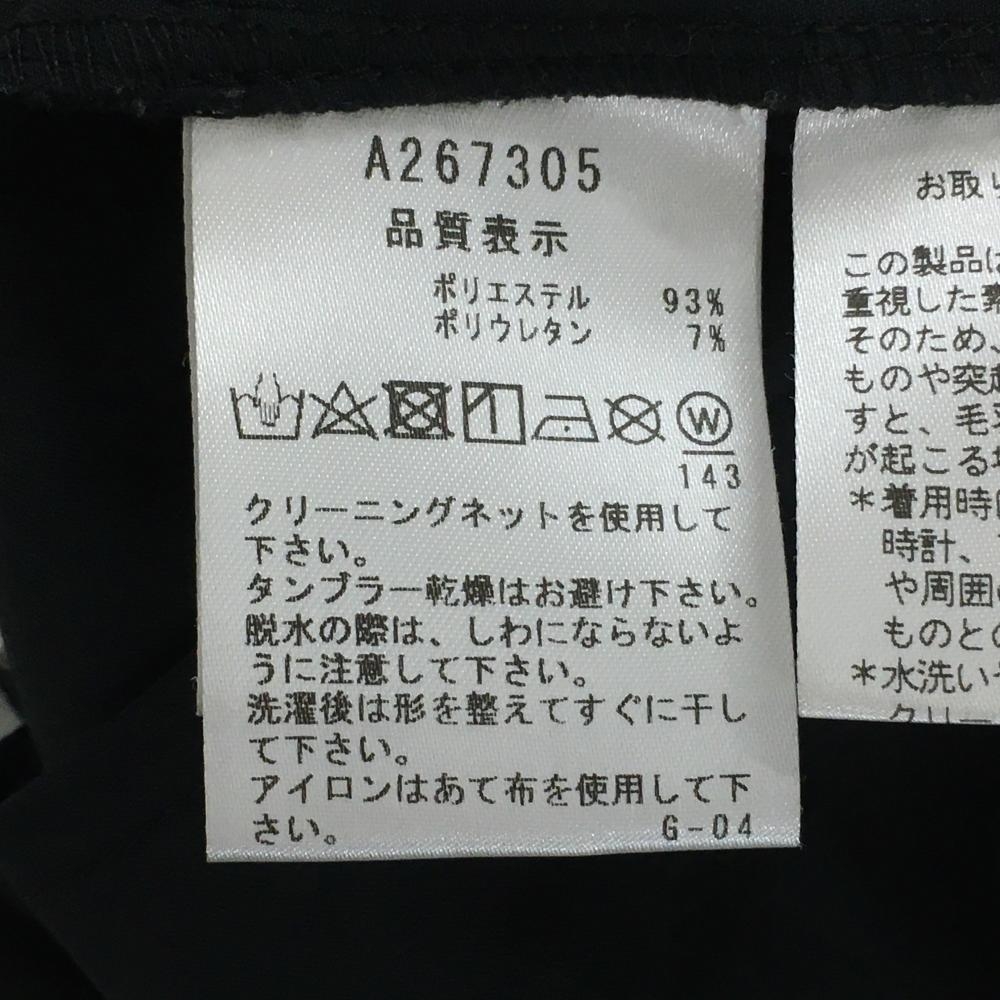 A267305
品質表示
ポリエステル 93%
ポリウレタン 7%
W
143
クリーニングネットを使用して
下さい。
タンブラー乾燥はお避け下さい。
脱水の際は、しわにならないよ
うに注意して下さい。
洗濯後は形を整えてすぐに干し
て下さい。
アイロンはあて布を使用して下
さい。 G-04
お取り
この製品は
重視した素
そのため、
ものや突起
すと、毛羽
が起こる場
*着用時
時計、
や周囲の
ものとの
*水洗い
クリー